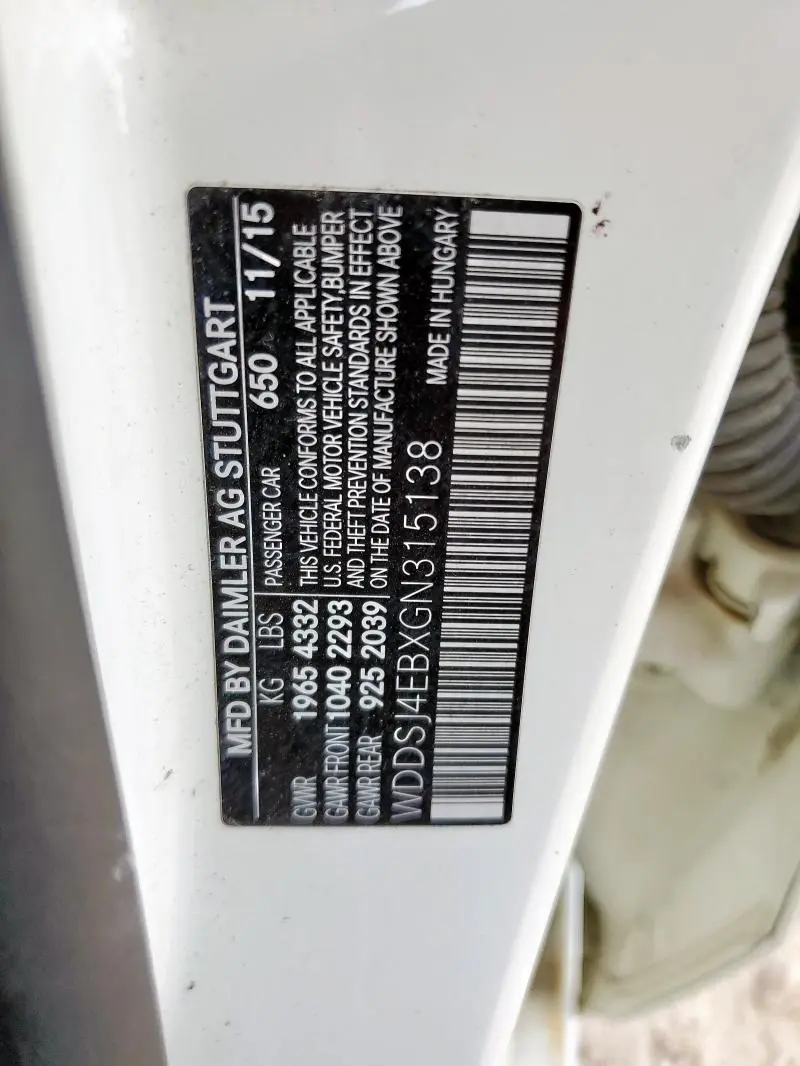 MFD BY DAIMLER AG STUTTGART
KG LBS PASSENGER CAR 650 11/15
GVWR 1965 4332 THIS VEHICLE CONFORMS TO ALL APPLICABLE
GAWR FRONT 1040 2293 U.S. FEDERAL MOTOR VEHICLE SAFETY,BUMPER
GAWR REAR 925 2039 AND THEFT PREVENTION STANDARDS IN EFFECT
ON THE DATE OF MANUFACTURE SHOWN ABOVE
WDDSJ4EBXGN315138
MADE IN HUNGARY